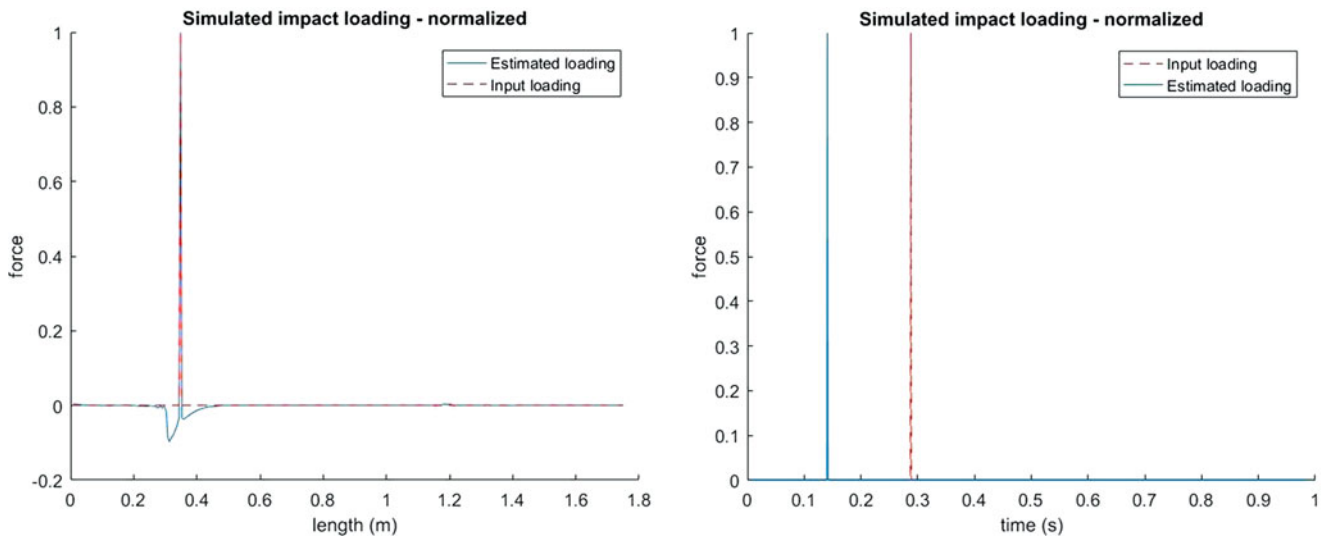 Simulated impact loading - normalized
1
0.8
0.6
0.4
0.2
0
-0.2
force
0 0.2 0.4 0.6 0.8 1 1.2 1.4 1.6 1.8
length (m)
Estimated loading
Input loading
Simulated impact loading - normalized
1
0.9
0.8
0.7
0.6
0.5
0.4
0.3
0.2
0.1
0
force
0 0.1 0.2 0.3 0.4 0.5 0.6 0.7 0.8 0.9 1
time (s)
Input loading
Estimated loading